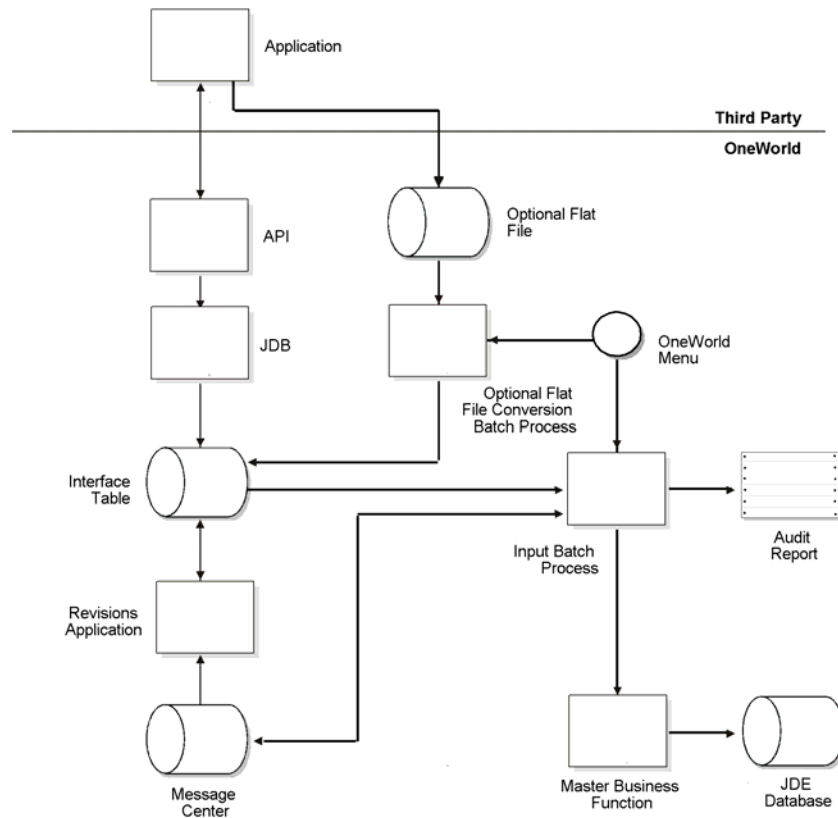 Application
Third Party
OneWorld
API
Optional Flat
File
JDB
OneWorld
Menu
Optional Flat
File Conversion
Batch Process
Interface
Table
Input Batch
Process
Audit
Report
Revisions
Application
Message
Center
Master Business
Function
JDE
Database